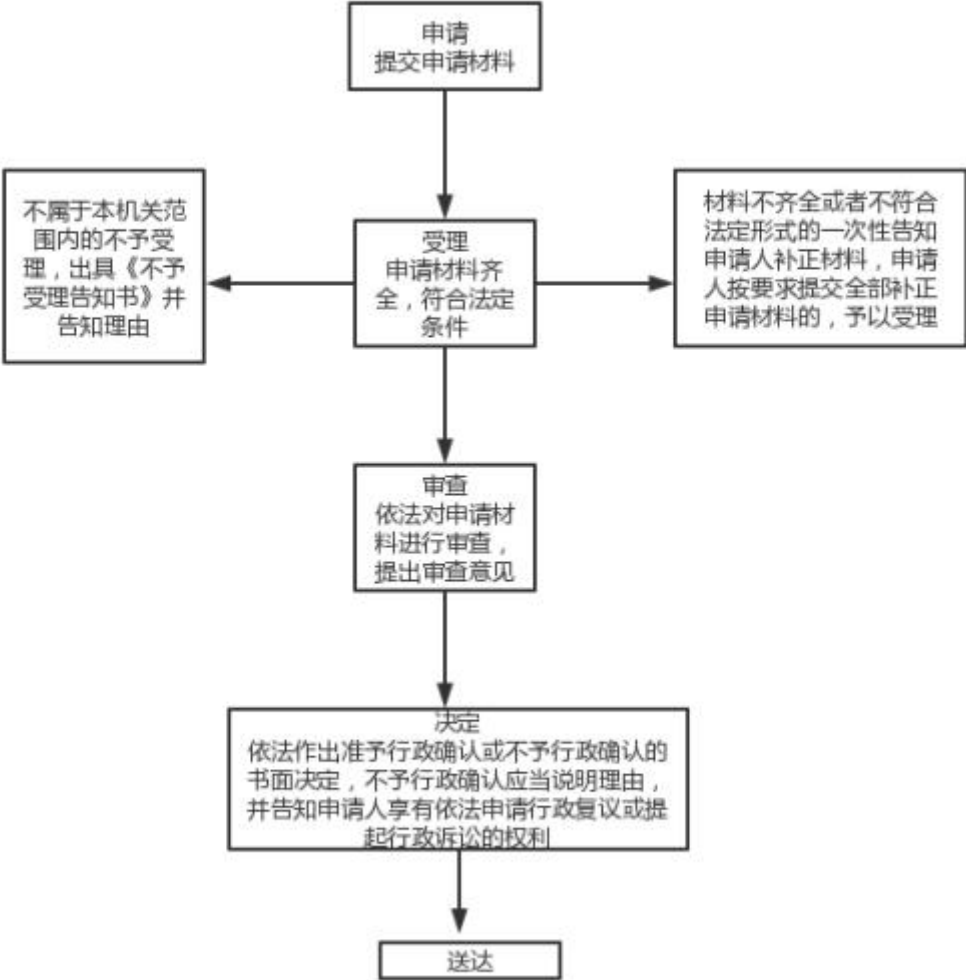 申请
提交申请材料
不属于本机关范
围内的不予受
理，出具《不予
受理告知书》并
告知理由
受理
申请材料齐
全，符合法定
条件
材料不齐全或者不符合
法定形式的一次性告知
申请人补正材料，申请
人按要求提交全部补正
申请材料的，予以受理
审查
依法对申请材
料进行审查，
提出审查意见
决定
依法作出准予行政确认或不予行政确认的
书面决定，不予行政确认应当说明理由，
并告知申请人享有依法申请行政复议或提
起行政诉讼的权利
送达